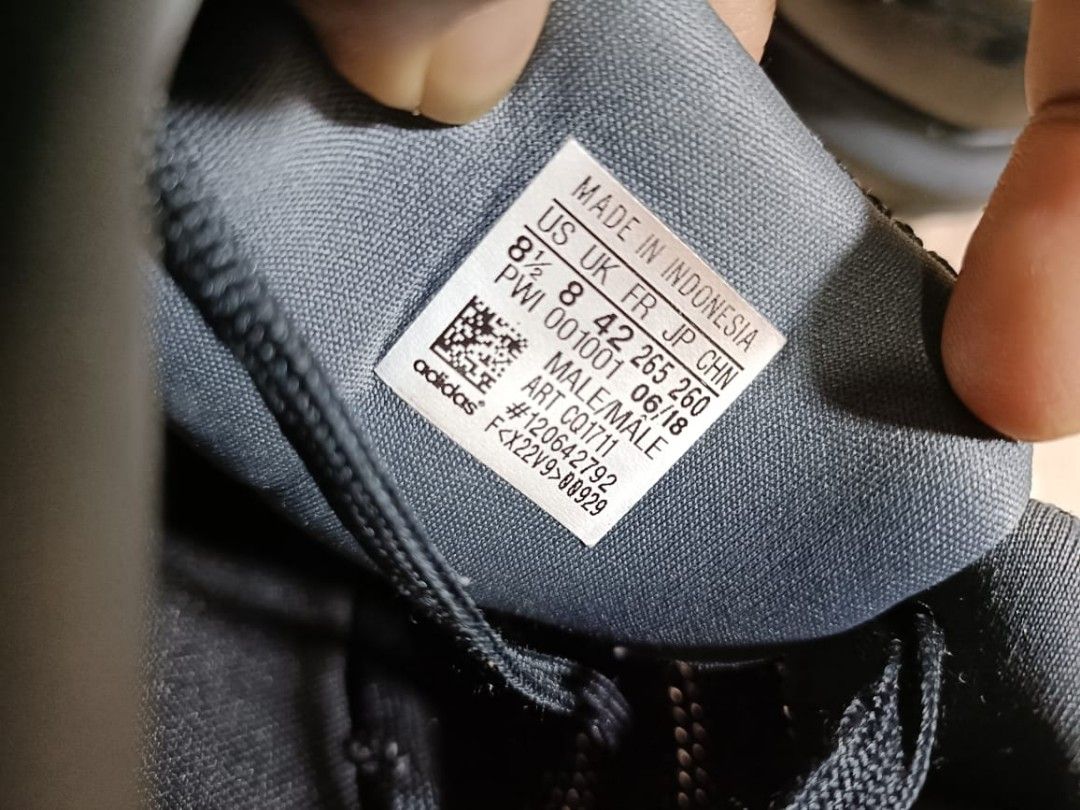 MADE IN INDONESIA
US UK FR JP CHN
8½ 8 42 265 260
PWI 001001 06/18
MALE/MÂLE
ART CQ1711
#120642792
F<X22V9>00929
adidas®